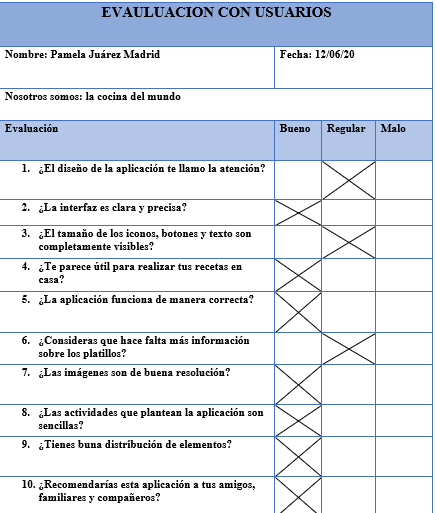 EVAULUACION CON USUARIOS
Nombre: Pamela Juárez Madrid
Fecha: 12/06/20
Nosotros somos: la cocina del mundo
Evaluación
Bueno
Regular
Malo
1. ¿El diseño de la aplicación te llamo la atención?
2. ¿La interfaz es clara y precisa?
3. ¿El tamaño de los iconos, botones y texto son
completamente visibles?
4. ¿Te parece útil para realizar tus recetas en
casa?
5. ¿La aplicación funciona de manera correcta?
6. ¿Consideras que hace falta más información
sobre los platillos?
7. ¿Las imágenes son de buena resolución?
8. ¿Las actividades que plantean la aplicación son
sencillas?
9. ¿Tienes buna distribución de elementos?
10. ¿Recomendarías esta aplicación a tus amigos,
familiares y compañeros?